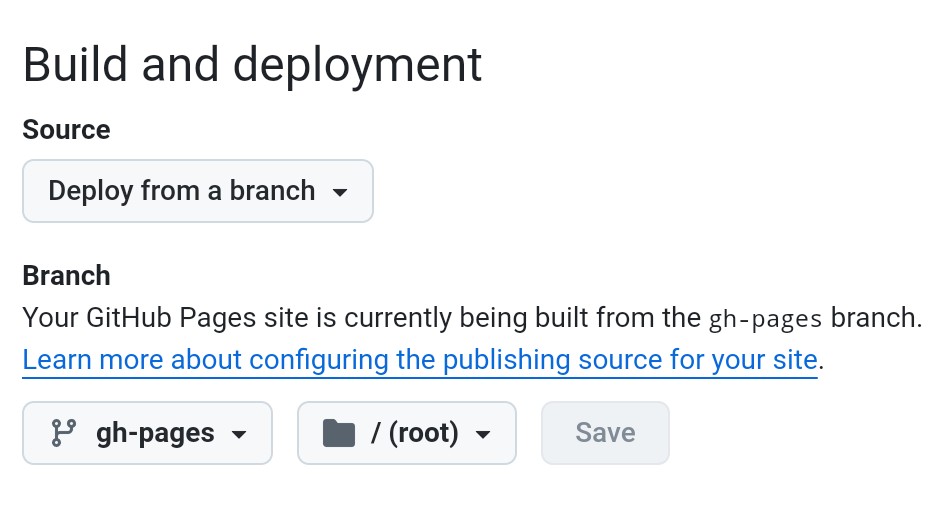 Build and deployment
Source
Deploy from a branch
Branch
Your GitHub Pages site is currently being built from the gh-pages branch.
Learn more about configuring the publishing source for your site.
gh-pages / (root) Save